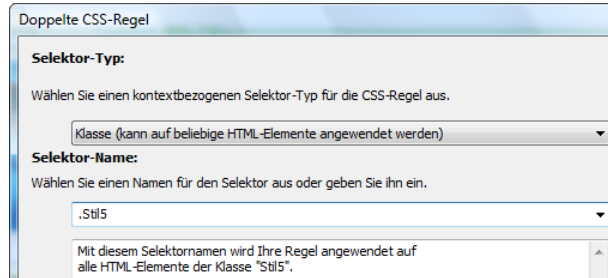 Doppelte CSS-Regel
Selektor-Typ:
Wählen Sie einen kontextbezogenen Selektor-Typ für die CSS-Regel aus.
Klasse (kann auf beliebige HTML-Elemente angewendet werden)
Selektor-Name:
Wählen Sie einen Namen für den Selektor aus oder geben Sie ihn ein.
.Stil5
Mit diesem Selektornamen wird Ihre Regel angewendet auf
alle HTML-Elemente der Klasse "Stil5".